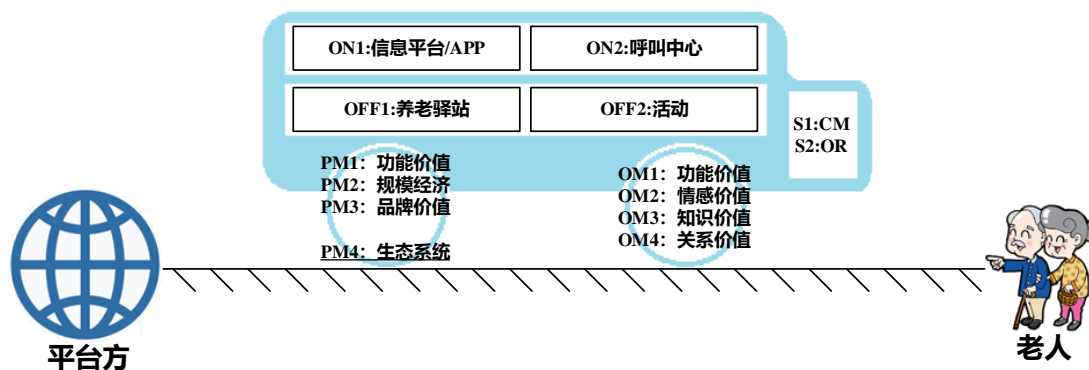 ON1:信息平台/APP
ON2:呼叫中心
OFF1:养老驿站
OFF2:活动
S1:CM
S2:OR
PM1：功能价值
PM2：规模经济
PM3：品牌价值
PM4：生态系统
OM1：功能价值
OM2：情感价值
OM3：知识价值
OM4：关系价值
平台方
老人